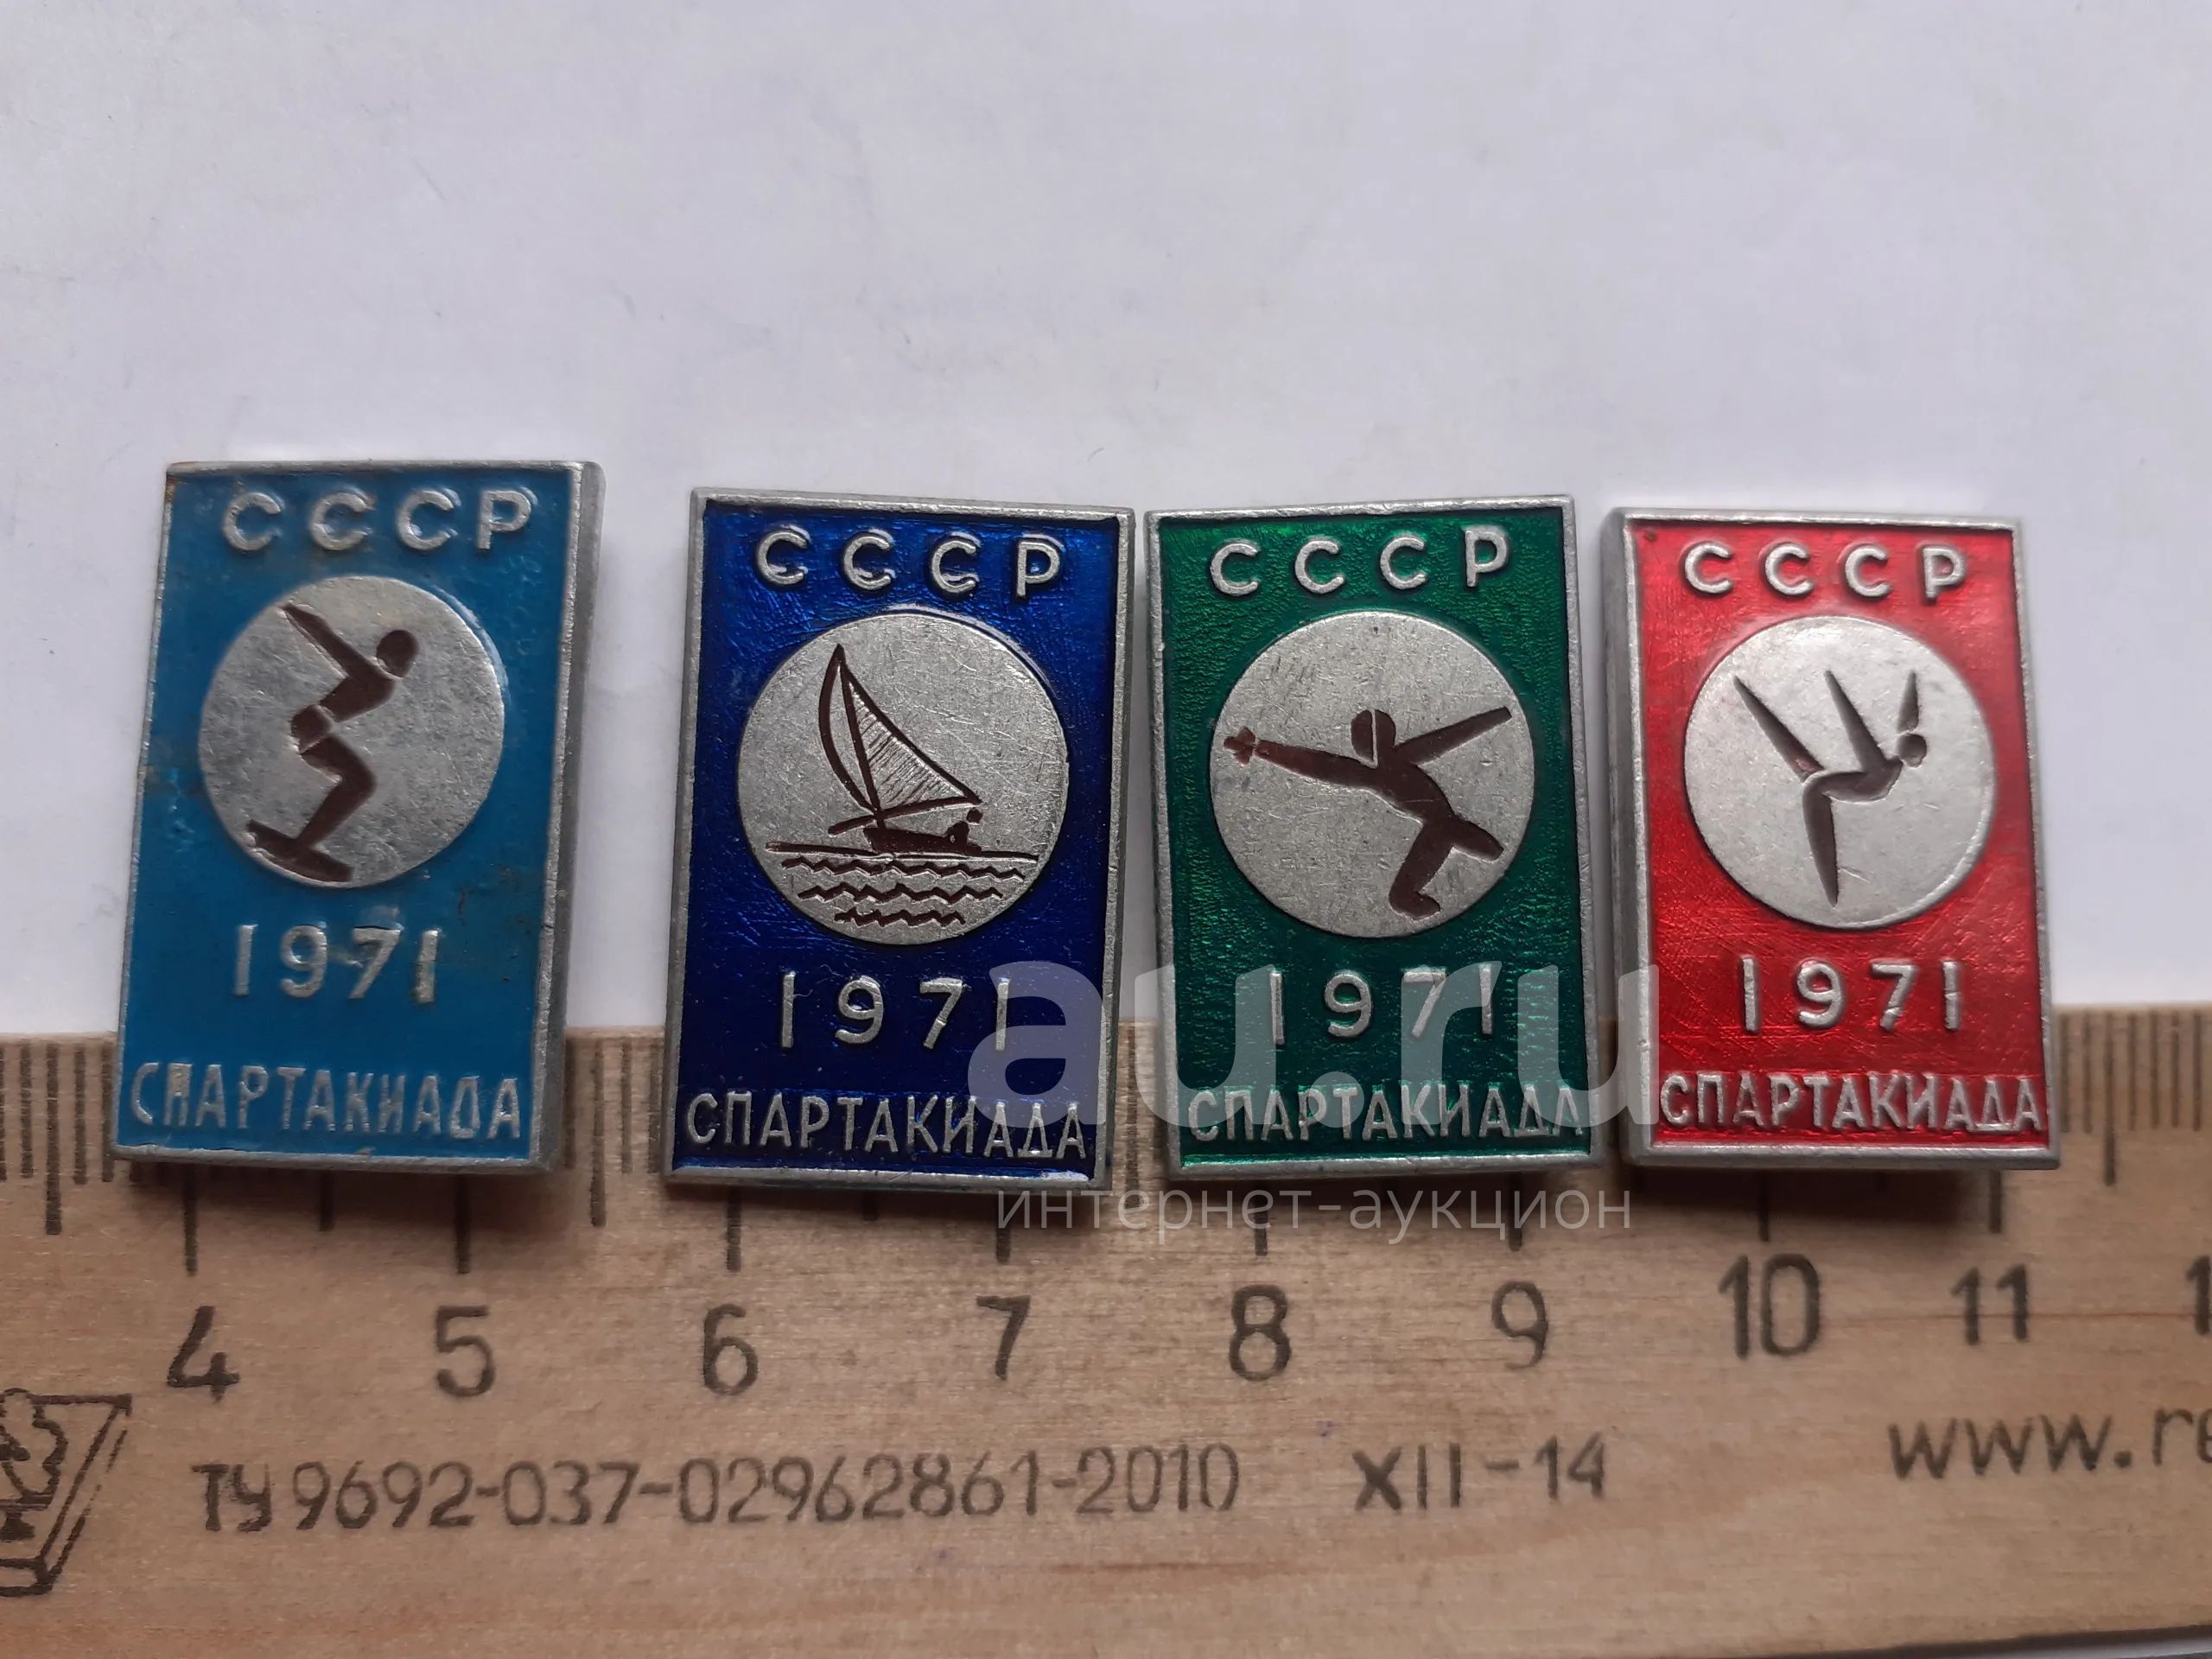 СССР
1971
СПАРТАКИАДА
СССР
1971
СПАРТАКИАДА
СССР
1971
СПАРТАКИАДА
СССР
1971
СПАРТАКИАДА
au.ru
интернет-аукцион
4 5 6 7 8 9 10 11
ТУ 9692-037-02962861-2010 XII-14 www.re